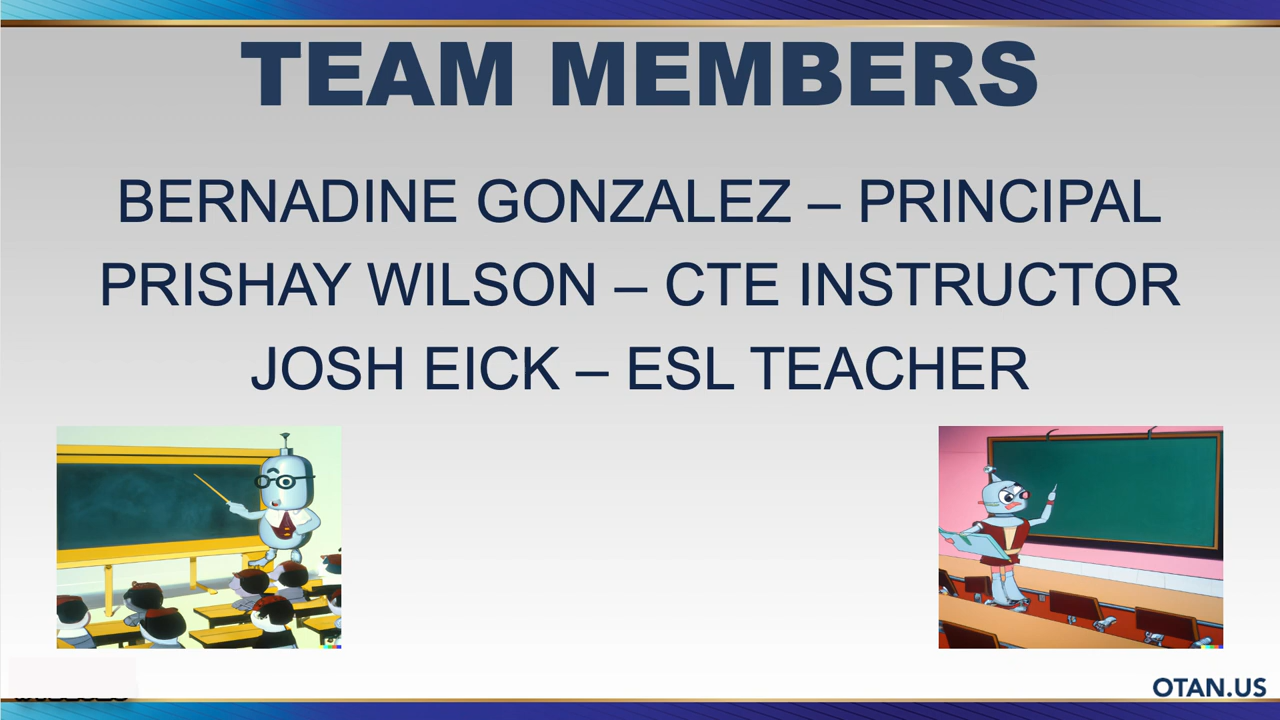 TEAM MEMBERS
BERNADINE GONZALEZ – PRINCIPAL
PRISHAY WILSON – CTE INSTRUCTOR
JOSH EICK – ESL TEACHER
OTAN.US